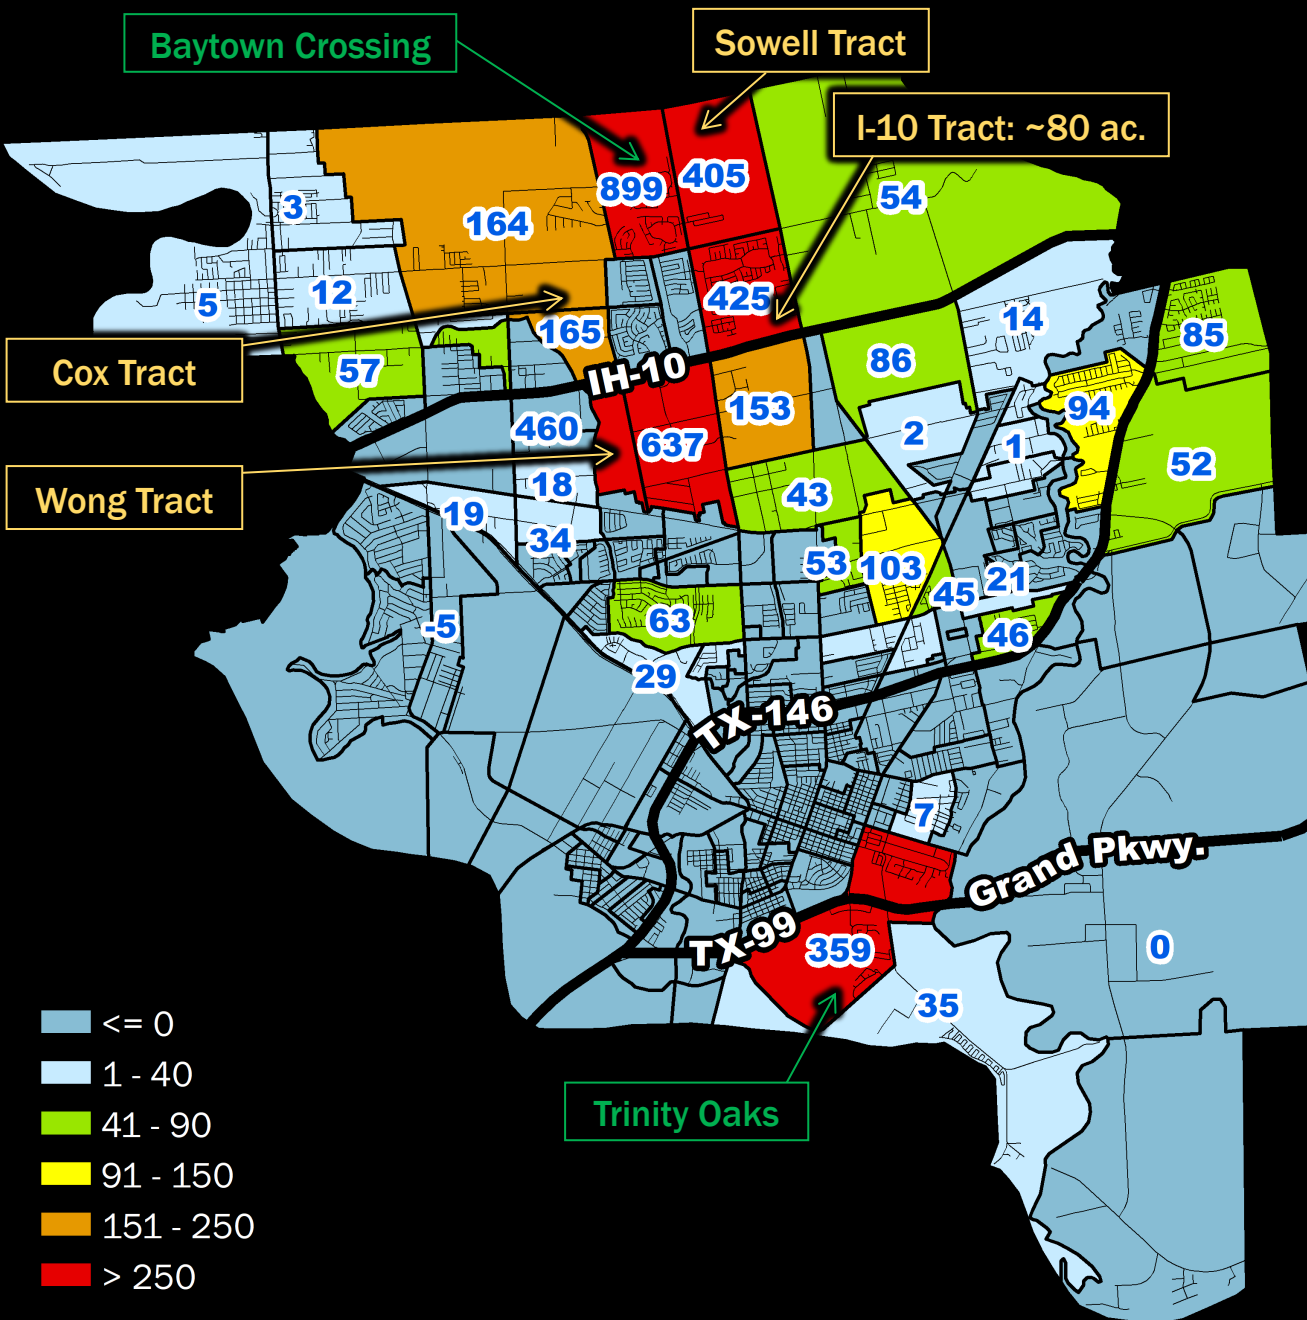 Baytown Crossing
Sowell Tract
I-10 Tract: ~80 ac.
899
405
54
3
164
5
12
425
14
165
85
Cox Tract
57
IH-10
86
94
153
460
637
2
1
52
Wong Tract
18
43
19
34
53
103
45
21
-5
63
46
29
TX-146
7
Grand Pkwy.
TX-99
359
0
35
<= 0
1 - 40
41 - 90
91 - 150
151 - 250
> 250
Trinity Oaks